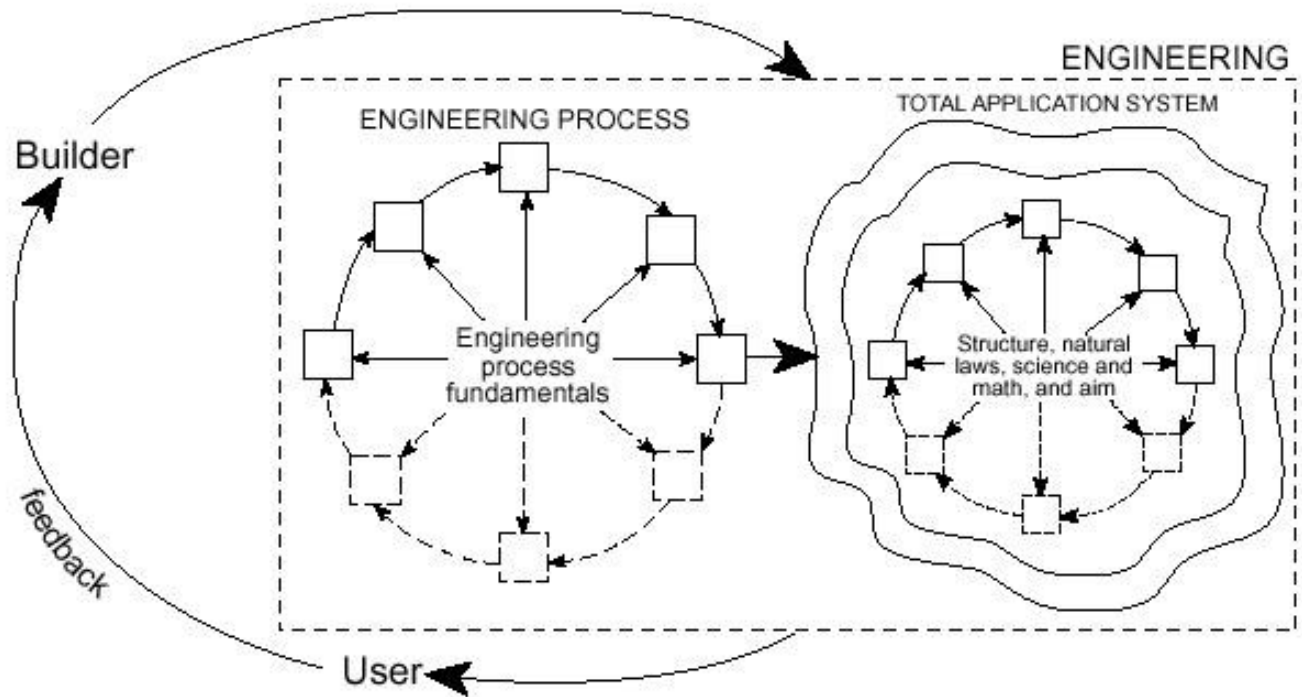 ENGINEERING
TOTAL APPLICATION SYSTEM
ENGINEERING PROCESS
Builder
Engineering
process
fundamentals
Structure, natural
laws, science and
math, and aim
feedback
User